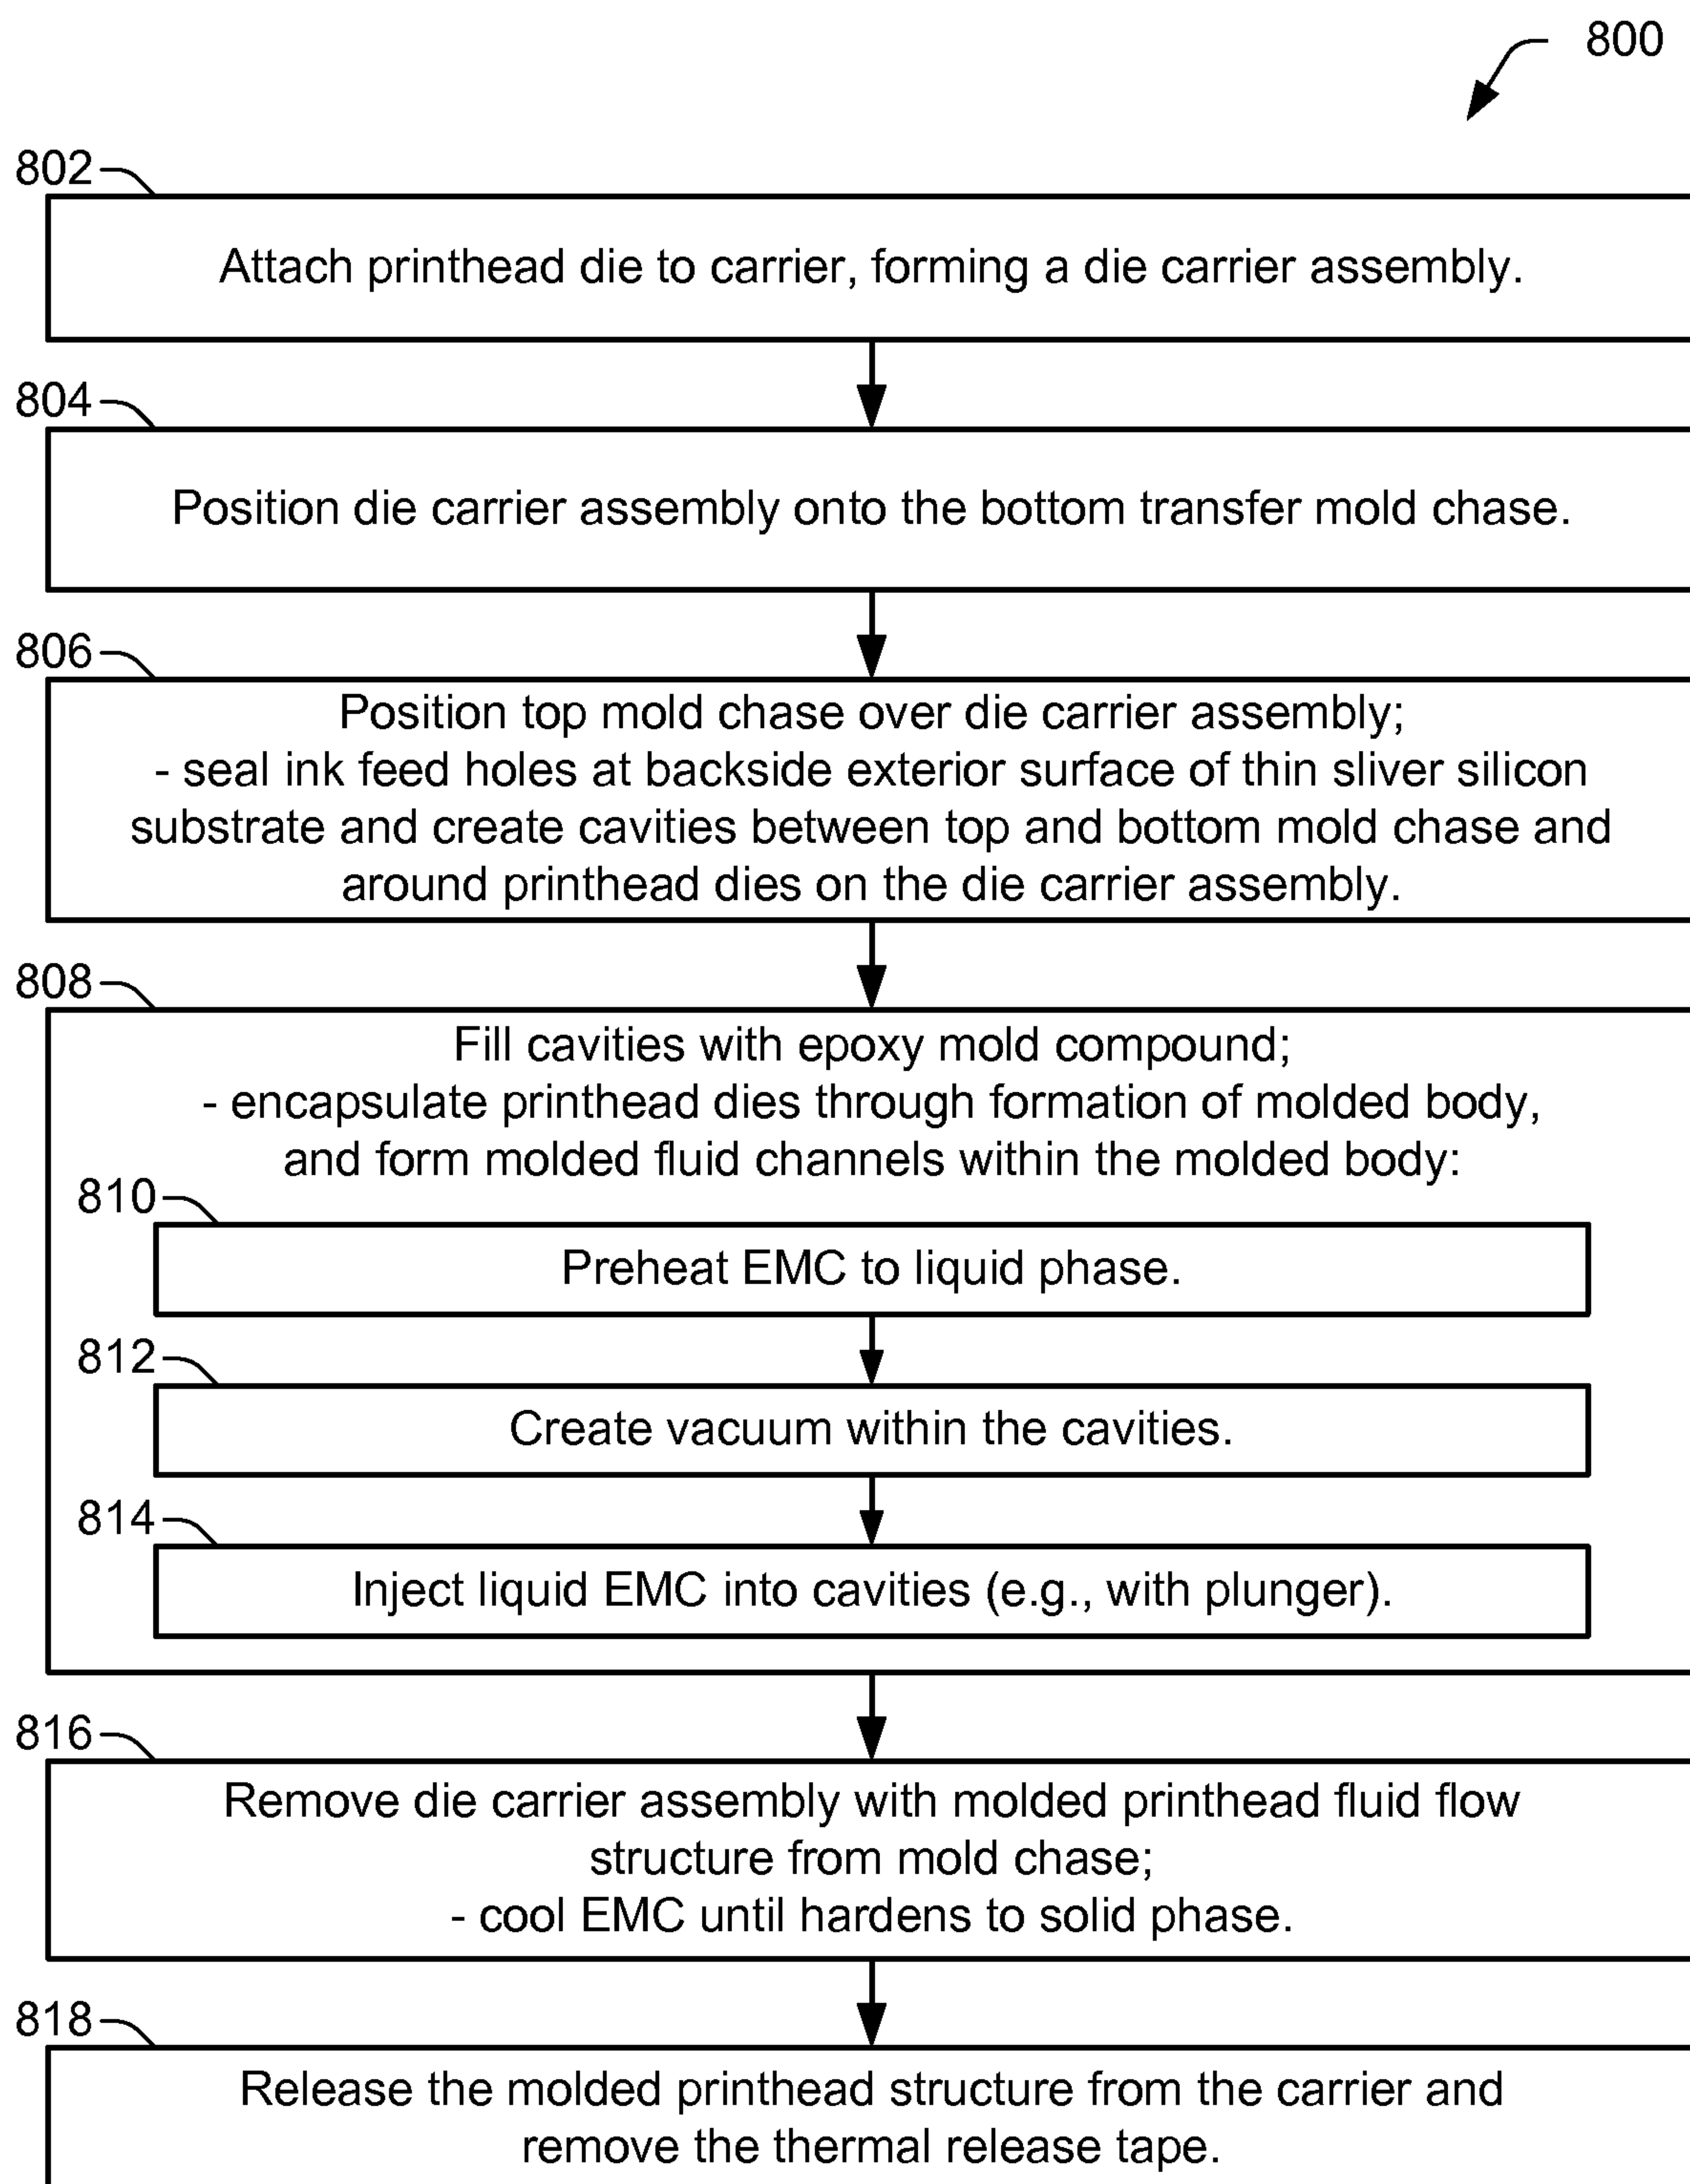 800
802
Attach printhead die to carrier, forming a die carrier assembly.
804
Position die carrier assembly onto the bottom transfer mold chase.
806
Position top mold chase over die carrier assembly;
- seal ink feed holes at backside exterior surface of thin sliver silicon
substrate and create cavities between top and bottom mold chase and
around printhead dies on the die carrier assembly.
808
Fill cavities with epoxy mold compound;
- encapsulate printhead dies through formation of molded body,
and form molded fluid channels within the molded body:
810
Preheat EMC to liquid phase.
812
Create vacuum within the cavities.
814
Inject liquid EMC into cavities (e.g., with plunger).
816
Remove die carrier assembly with molded printhead fluid flow
structure from mold chase;
- cool EMC until hardens to solid phase.
818
Release the molded printhead structure from the carrier and
remove the thermal release tape.